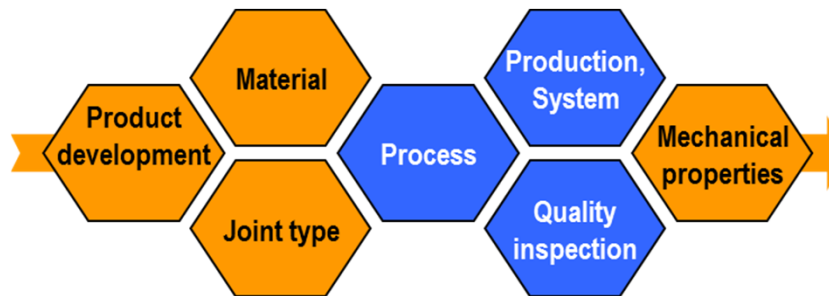 Product
development
Material
Joint type
Process
Production,
System
Quality
inspection
Mechanical
properties